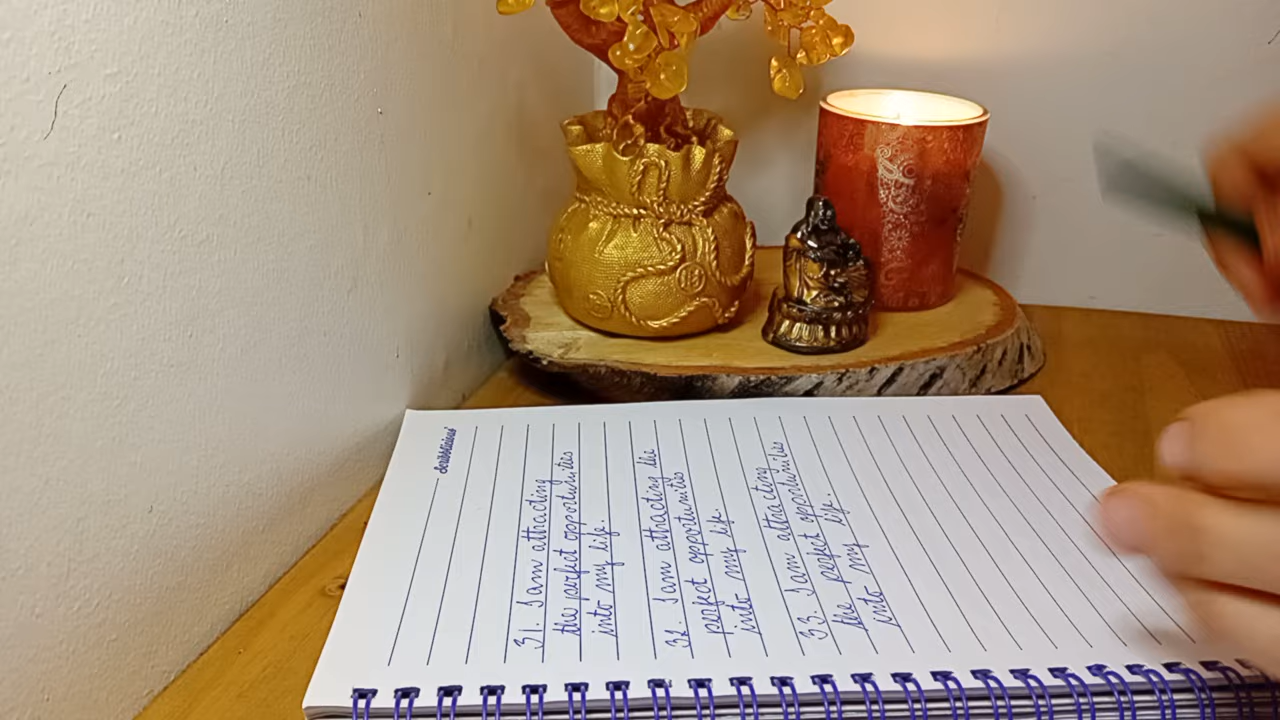 Scribblicious
31. I am attracting
the perfect opportunities
into my life.
32. I am attracting the
perfect opportunities
into my life.
33. I am attracting
the perfect opportunities
into my life.